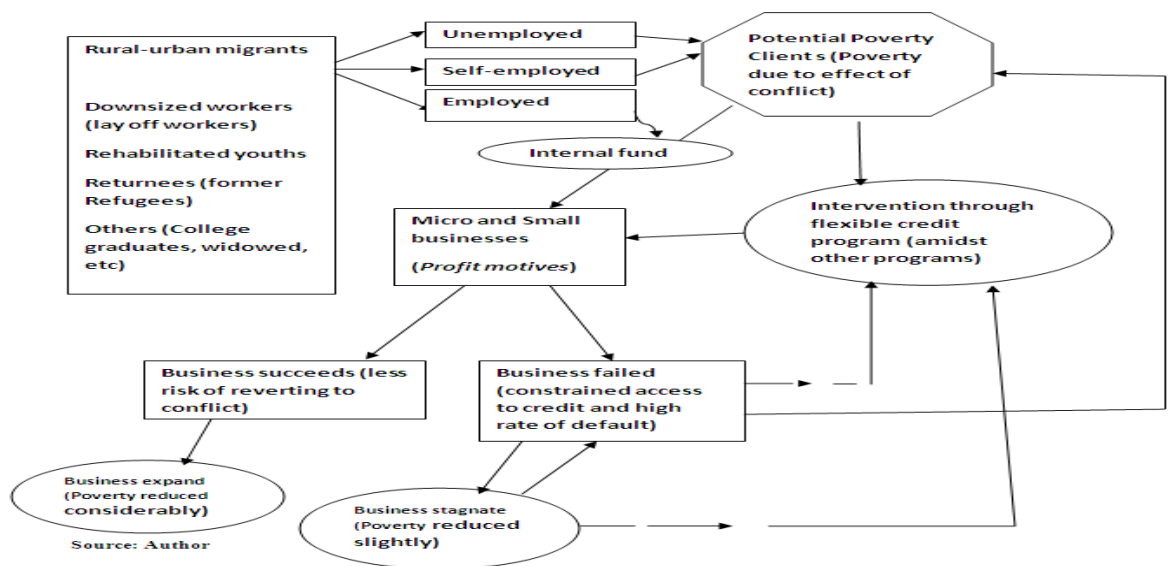 Rural-urban migrants
Downsized workers
(lay off workers)
Rehabilitated youths
Returnees (former
Refugees)
Others (College
graduates, widowed,
etc)
Unemployed
Self-employed
Employed
Potential Poverty
Clients (Poverty
due to effect of
conflict)
Internal fund
Micro and Small
businesses
(Profit motives)
Intervention through
flexible credit
program (amidst
other programs)
Business succeeds (less
risk of reverting to
conflict)
Business failed
(constrained access
to credit and high
rate of default)
Business expand
(Poverty reduced
considerably)
Business stagnate
(Poverty reduced
slightly)
Source: Author